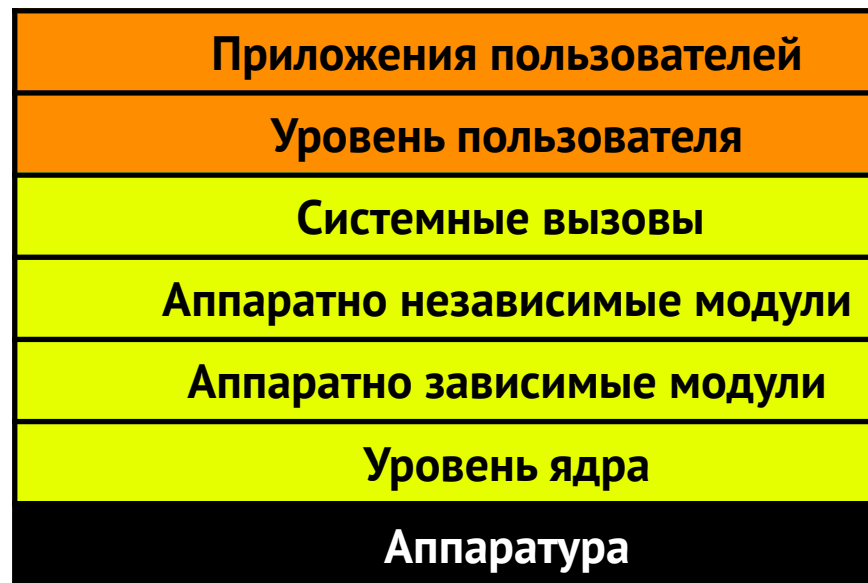 Приложения пользователей
Уровень пользователя
Системные вызовы
Аппаратно независимые модули
Аппаратно зависимые модули
Уровень ядра
Аппаратура